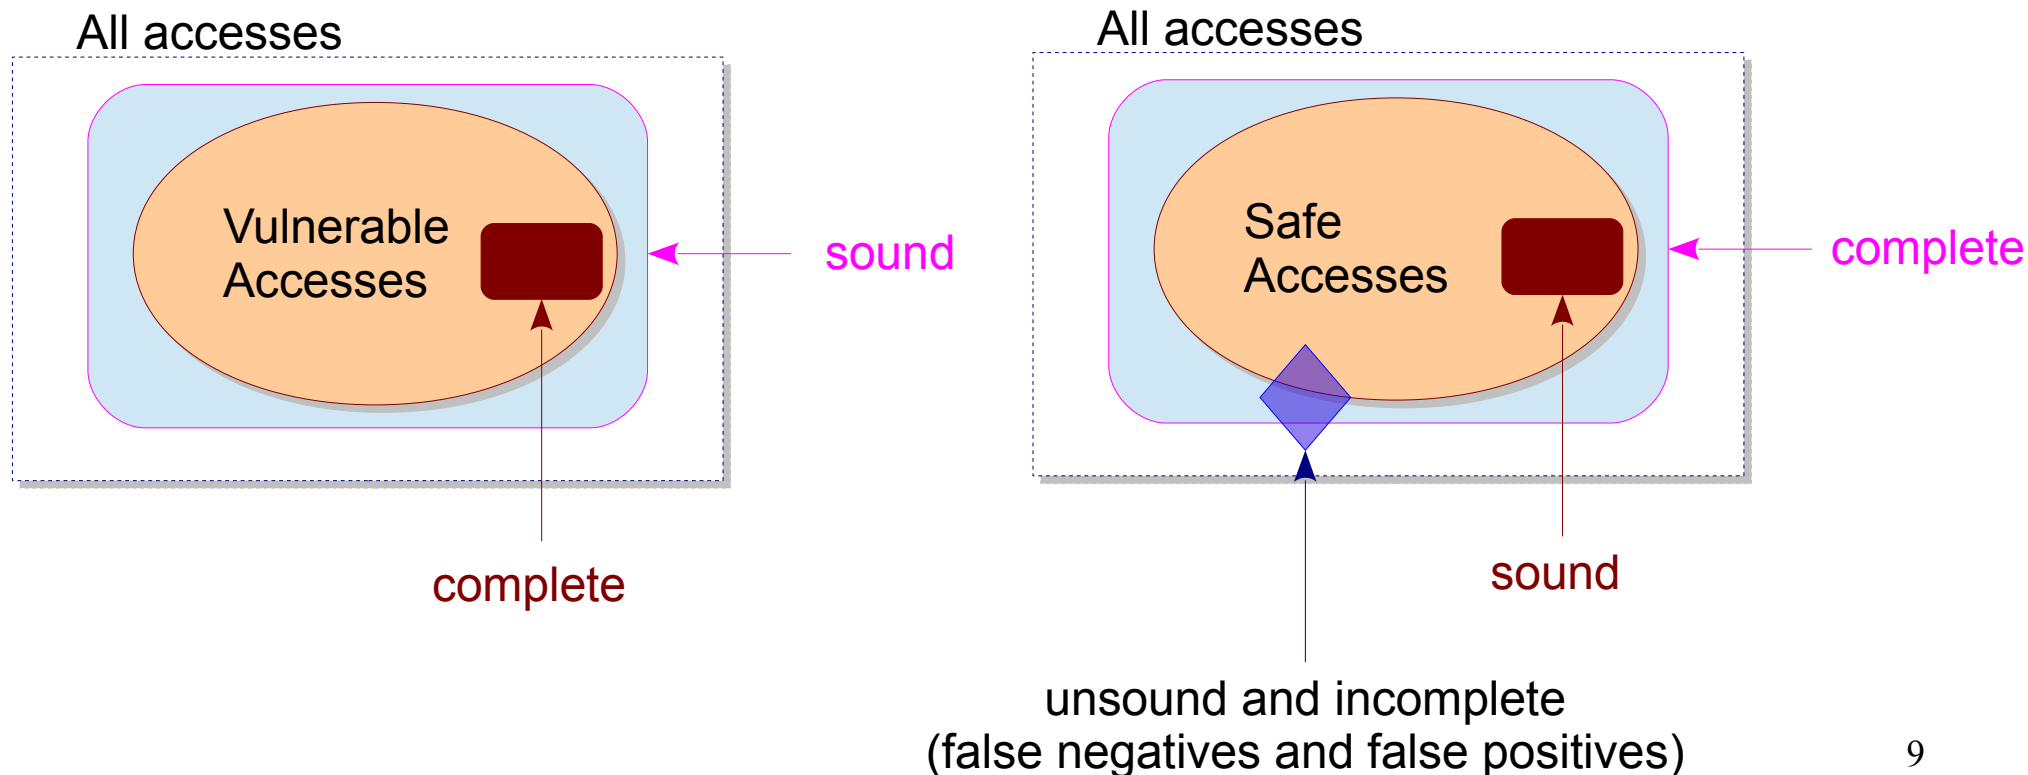 All accesses
Vulnerable
Accesses
sound
complete
All accesses
Safe
Accesses
complete
sound
unsound and incomplete
(false negatives and false positives)
9